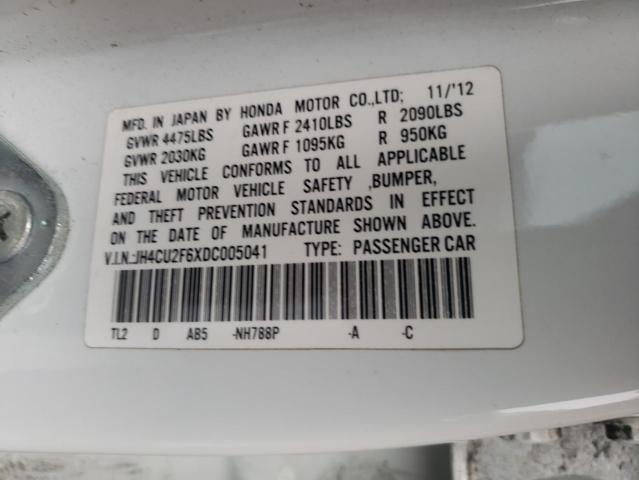 MFD. IN JAPAN BY HONDA MOTOR CO.,LTD; 11/'12
GVWR 4475LBS GAWR F 2410LBS R 2090LBS
GVWR 2030KG GAWR F 1095KG R 950KG
THIS VEHICLE CONFORMS TO ALL APPLICABLE
FEDERAL MOTOR VEHICLE SAFETY ,BUMPER,
AND THEFT PREVENTION STANDARDS IN EFFECT
ON THE DATE OF MANUFACTURE SHOWN ABOVE.
V.I.N.:JH4CU2F6XDC005041 TYPE: PASSENGER CAR
TL2 D AB5 -NH788P -A -C